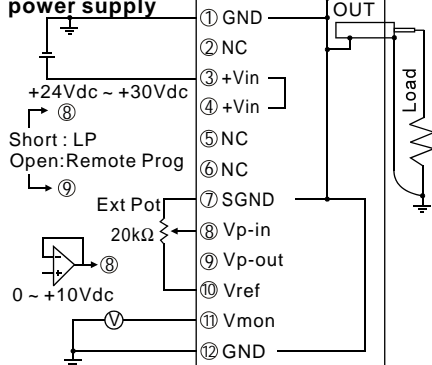 power supply
① GND
OUT
② NC
③ +Vin
+24Vdc ~ +30Vdc
④ +Vin
⑧
Short : LP
Open:Remote Prog
⑤ NC
⑥ NC
⑨
Load
⑦ SGND
Ext Pot
20kΩ
⑧ Vp-in
⑨ Vp-out
⑧
0 ~ +10Vdc
⑩ Vref
V
⑪ Vmon
⑫ GND